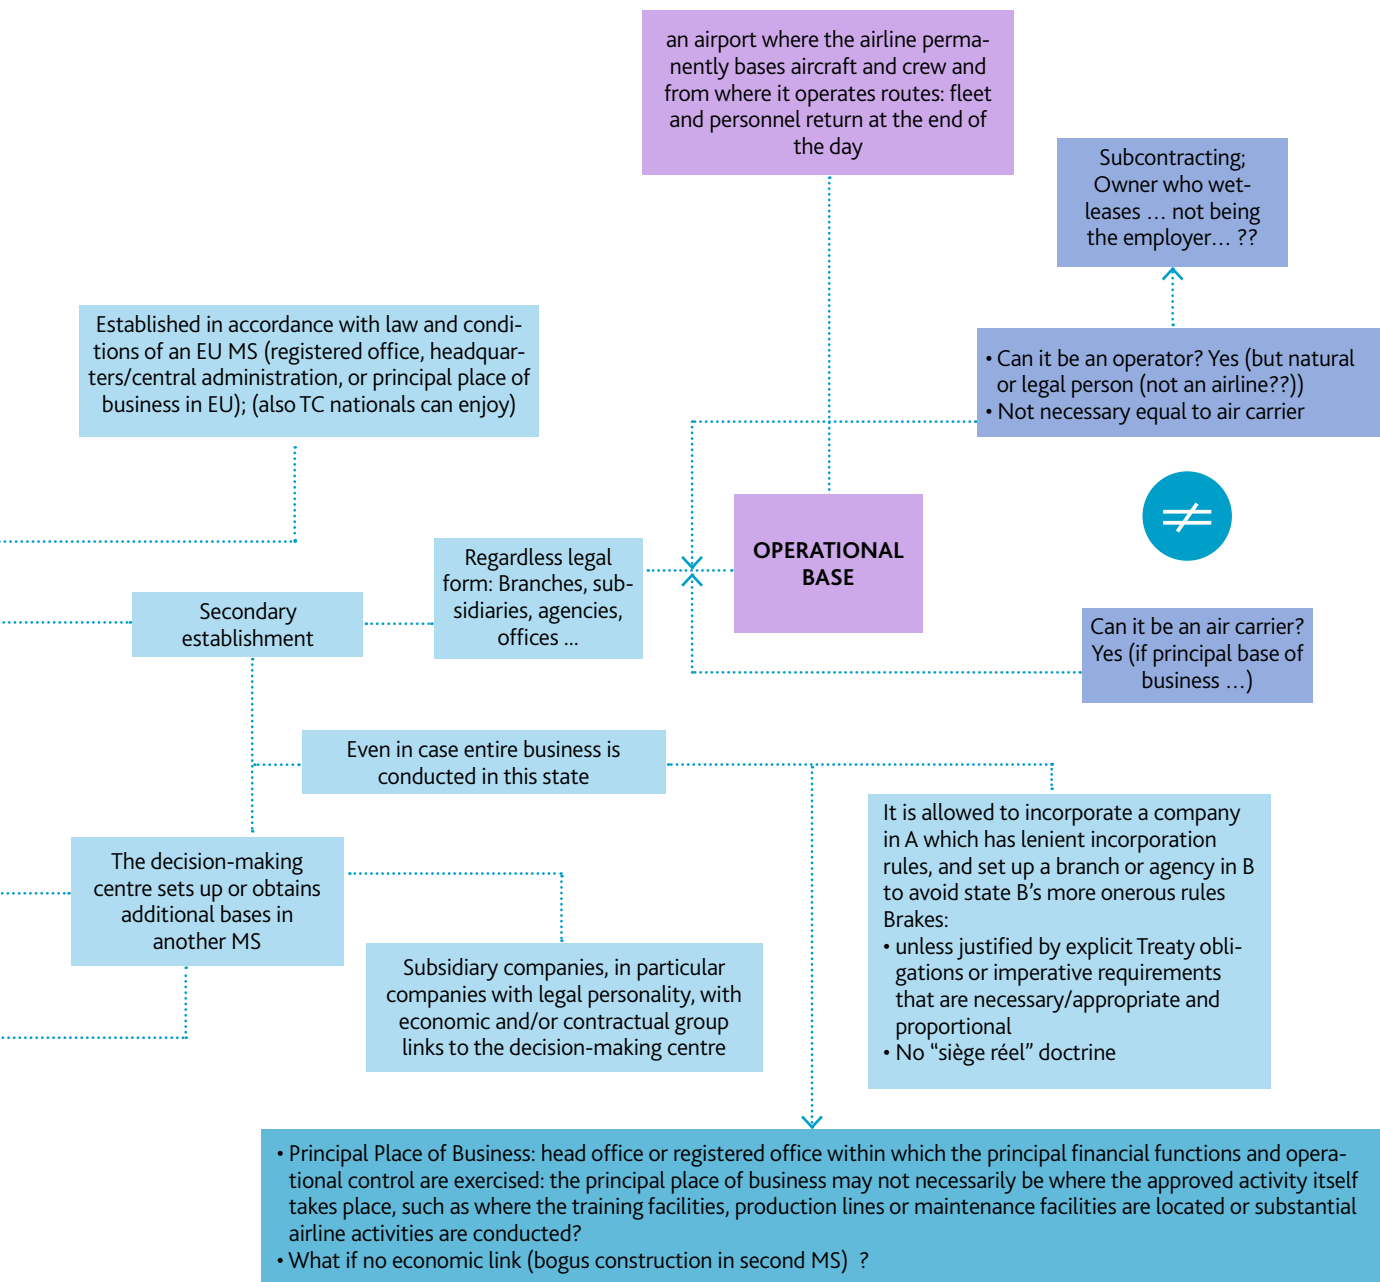 an airport where the airline perma-
nently bases aircraft and crew and
from where it operates routes: fleet
and personnel return at the end of
the day
Subcontracting;
Owner who wet-
leases … not being
the employer… ??
Established in accordance with law and condi-
tions of an EU MS (registered office, headquar-
ters/central administration, or principal place of
business in EU); (also TC nationals can enjoy)
• Can it be an operator? Yes (but natural
or legal person (not an airline??))
• Not necessary equal to air carrier
≠
OPERATIONAL
BASE
Regardless legal
form: Branches, sub-
sidiaries, agencies,
offices ...
Secondary
establishment
Can it be an air carrier?
Yes (if principal base of
business …)
Even in case entire business is
conducted in this state
It is allowed to incorporate a company
in A which has lenient incorporation
rules, and set up a branch or agency in B
to avoid state B’s more onerous rules
Brakes:
• unless justified by explicit Treaty obli-
gations or imperative requirements
that are necessary/appropriate and
proportional
• No “siège réel” doctrine
The decision-making
centre sets up or obtains
additional bases in
another MS
Subsidiary companies, in particular
companies with legal personality, with
economic and/or contractual group
links to the decision-making centre
• Principal Place of Business: head office or registered office within which the principal financial functions and opera-
tional control are exercised: the principal place of business may not necessarily be where the approved activity itself
takes place, such as where the training facilities, production lines or maintenance facilities are located or substantial
airline activities are conducted?
• What if no economic link (bogus construction in second MS) ?